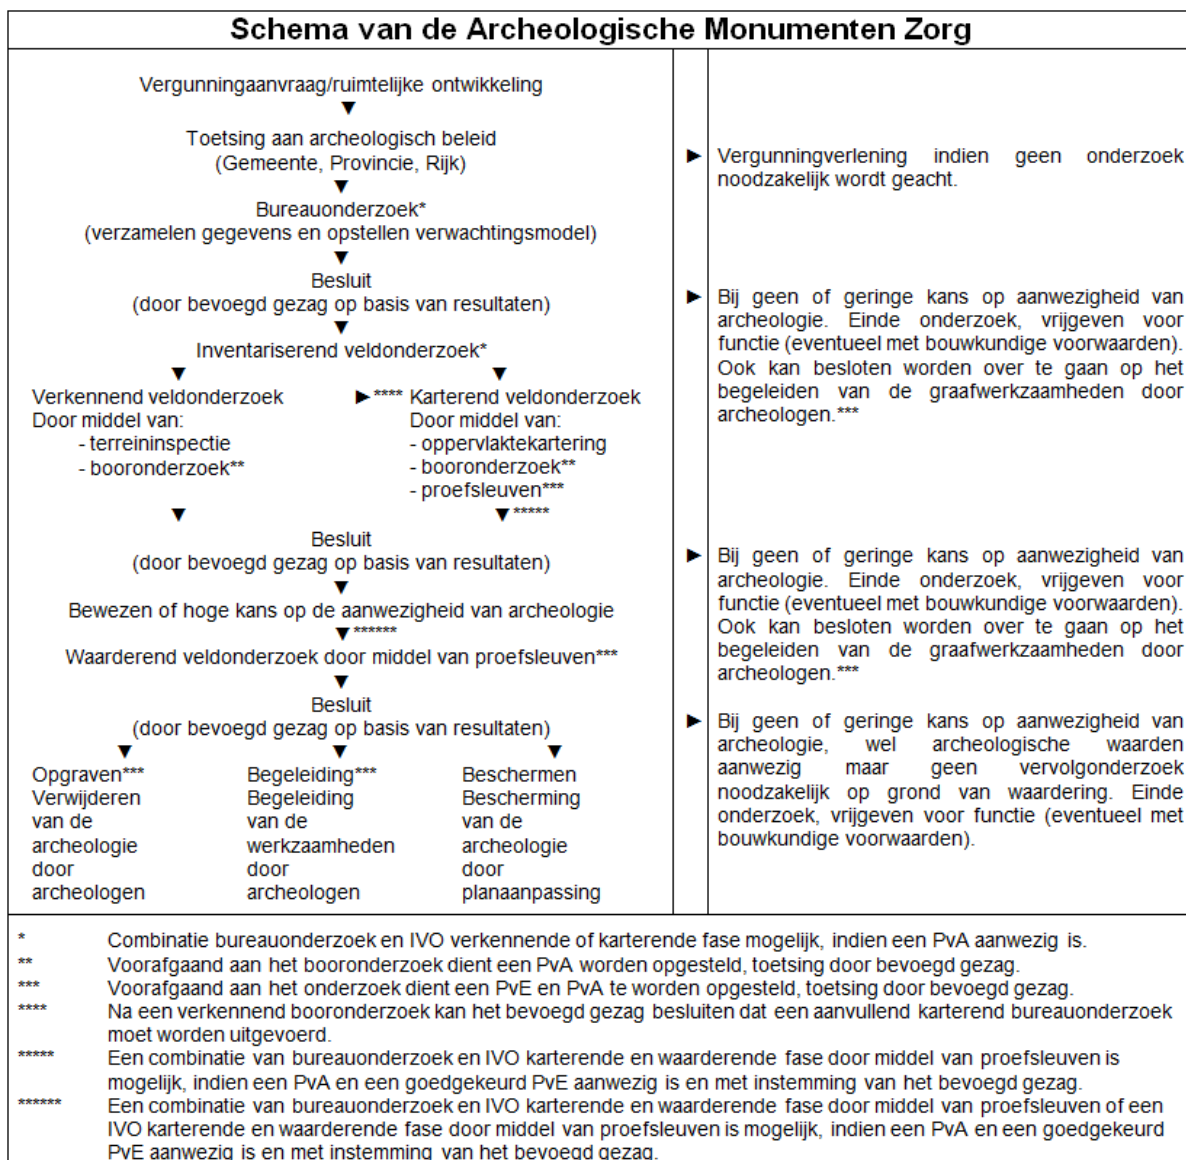 Schema van de Archeologische Monumenten Zorg
Vergunningaanvraag/ruimtelijke ontwikkeling
▼
Toetsing aan archeologisch beleid
(Gemeente, Provincie, Rijk)
► Vergunningverlening indien geen onderzoek
noodzakelijk wordt geacht.
▼
Bureauonderzoek*
(verzamelen gegevens en opstellen verwachtingsmodel)
▼
Besluit
(door bevoegd gezag op basis van resultaten)
► Bij geen of geringe kans op aanwezigheid van
archeologie. Einde onderzoek, vrijgeven voor
functie (eventueel met bouwkundige voorwaarden).
Ook kan besloten worden over te gaan op het
begeleiden van de graafwerkzaamheden door
archeologen.***
▼
Inventariserend veldonderzoek*
▼ ▼
Verkennend veldonderzoek
Door middel van:
- terreininspectie
- booronderzoek**
►**** Karterend veldonderzoek
Door middel van:
- oppervlaktekartering
- booronderzoek**
- proefsleuven***
▼ ▼*****
Besluit
(door bevoegd gezag op basis van resultaten)
► Bij geen of geringe kans op aanwezigheid van
archeologie. Einde onderzoek, vrijgeven voor
functie (eventueel met bouwkundige voorwaarden).
Ook kan besloten worden over te gaan op het
begeleiden van de graafwerkzaamheden door
archeologen.***
▼
Bewezen of hoge kans op de aanwezigheid van archeologie
▼******
Waarderend veldonderzoek door middel van proefsleuven***
▼
Besluit
(door bevoegd gezag op basis van resultaten)
► Bij geen of geringe kans op aanwezigheid van
archeologie, wel archeologische waarden
aanwezig maar geen vervolgonderzoek
noodzakelijk op grond van waardering. Einde
onderzoek, vrijgeven voor functie (eventueel met
bouwkundige voorwaarden).
▼ ▼ ▼
Opgraven***
Verwijderen
van de
archeologie
door
archeologen
Begeleiding***
Begeleiding
van de
werkzaamheden
door
archeologen
Beschermen
Bescherming
van de
archeologie
door
planaanpassing
* Combinatie bureauonderzoek en IVO verkennende of karterende fase mogelijk, indien een PvA aanwezig is.
** Voorafgaand aan het booronderzoek dient een PvA worden opgesteld, toetsing door bevoegd gezag.
*** Voorafgaand aan het onderzoek dient een PvE en PvA te worden opgesteld, toetsing door bevoegd gezag.
**** Na een verkennend booronderzoek kan het bevoegd gezag besluiten dat een aanvullend karterend bureauonderzoek
moet worden uitgevoerd.
***** Een combinatie van bureauonderzoek en IVO karterende en waarderende fase door middel van proefsleuven is
mogelijk, indien een PvA en een goedgekeurd PvE aanwezig is en met instemming van het bevoegd gezag.
****** Een combinatie van bureauonderzoek en IVO karterende en waarderende fase door middel van proefsleuven of een
IVO karterende en waarderende fase door middel van proefsleuven is mogelijk, indien een PvA en een goedgekeurd
PvE aanwezig is en met instemming van het bevoegd gezag.